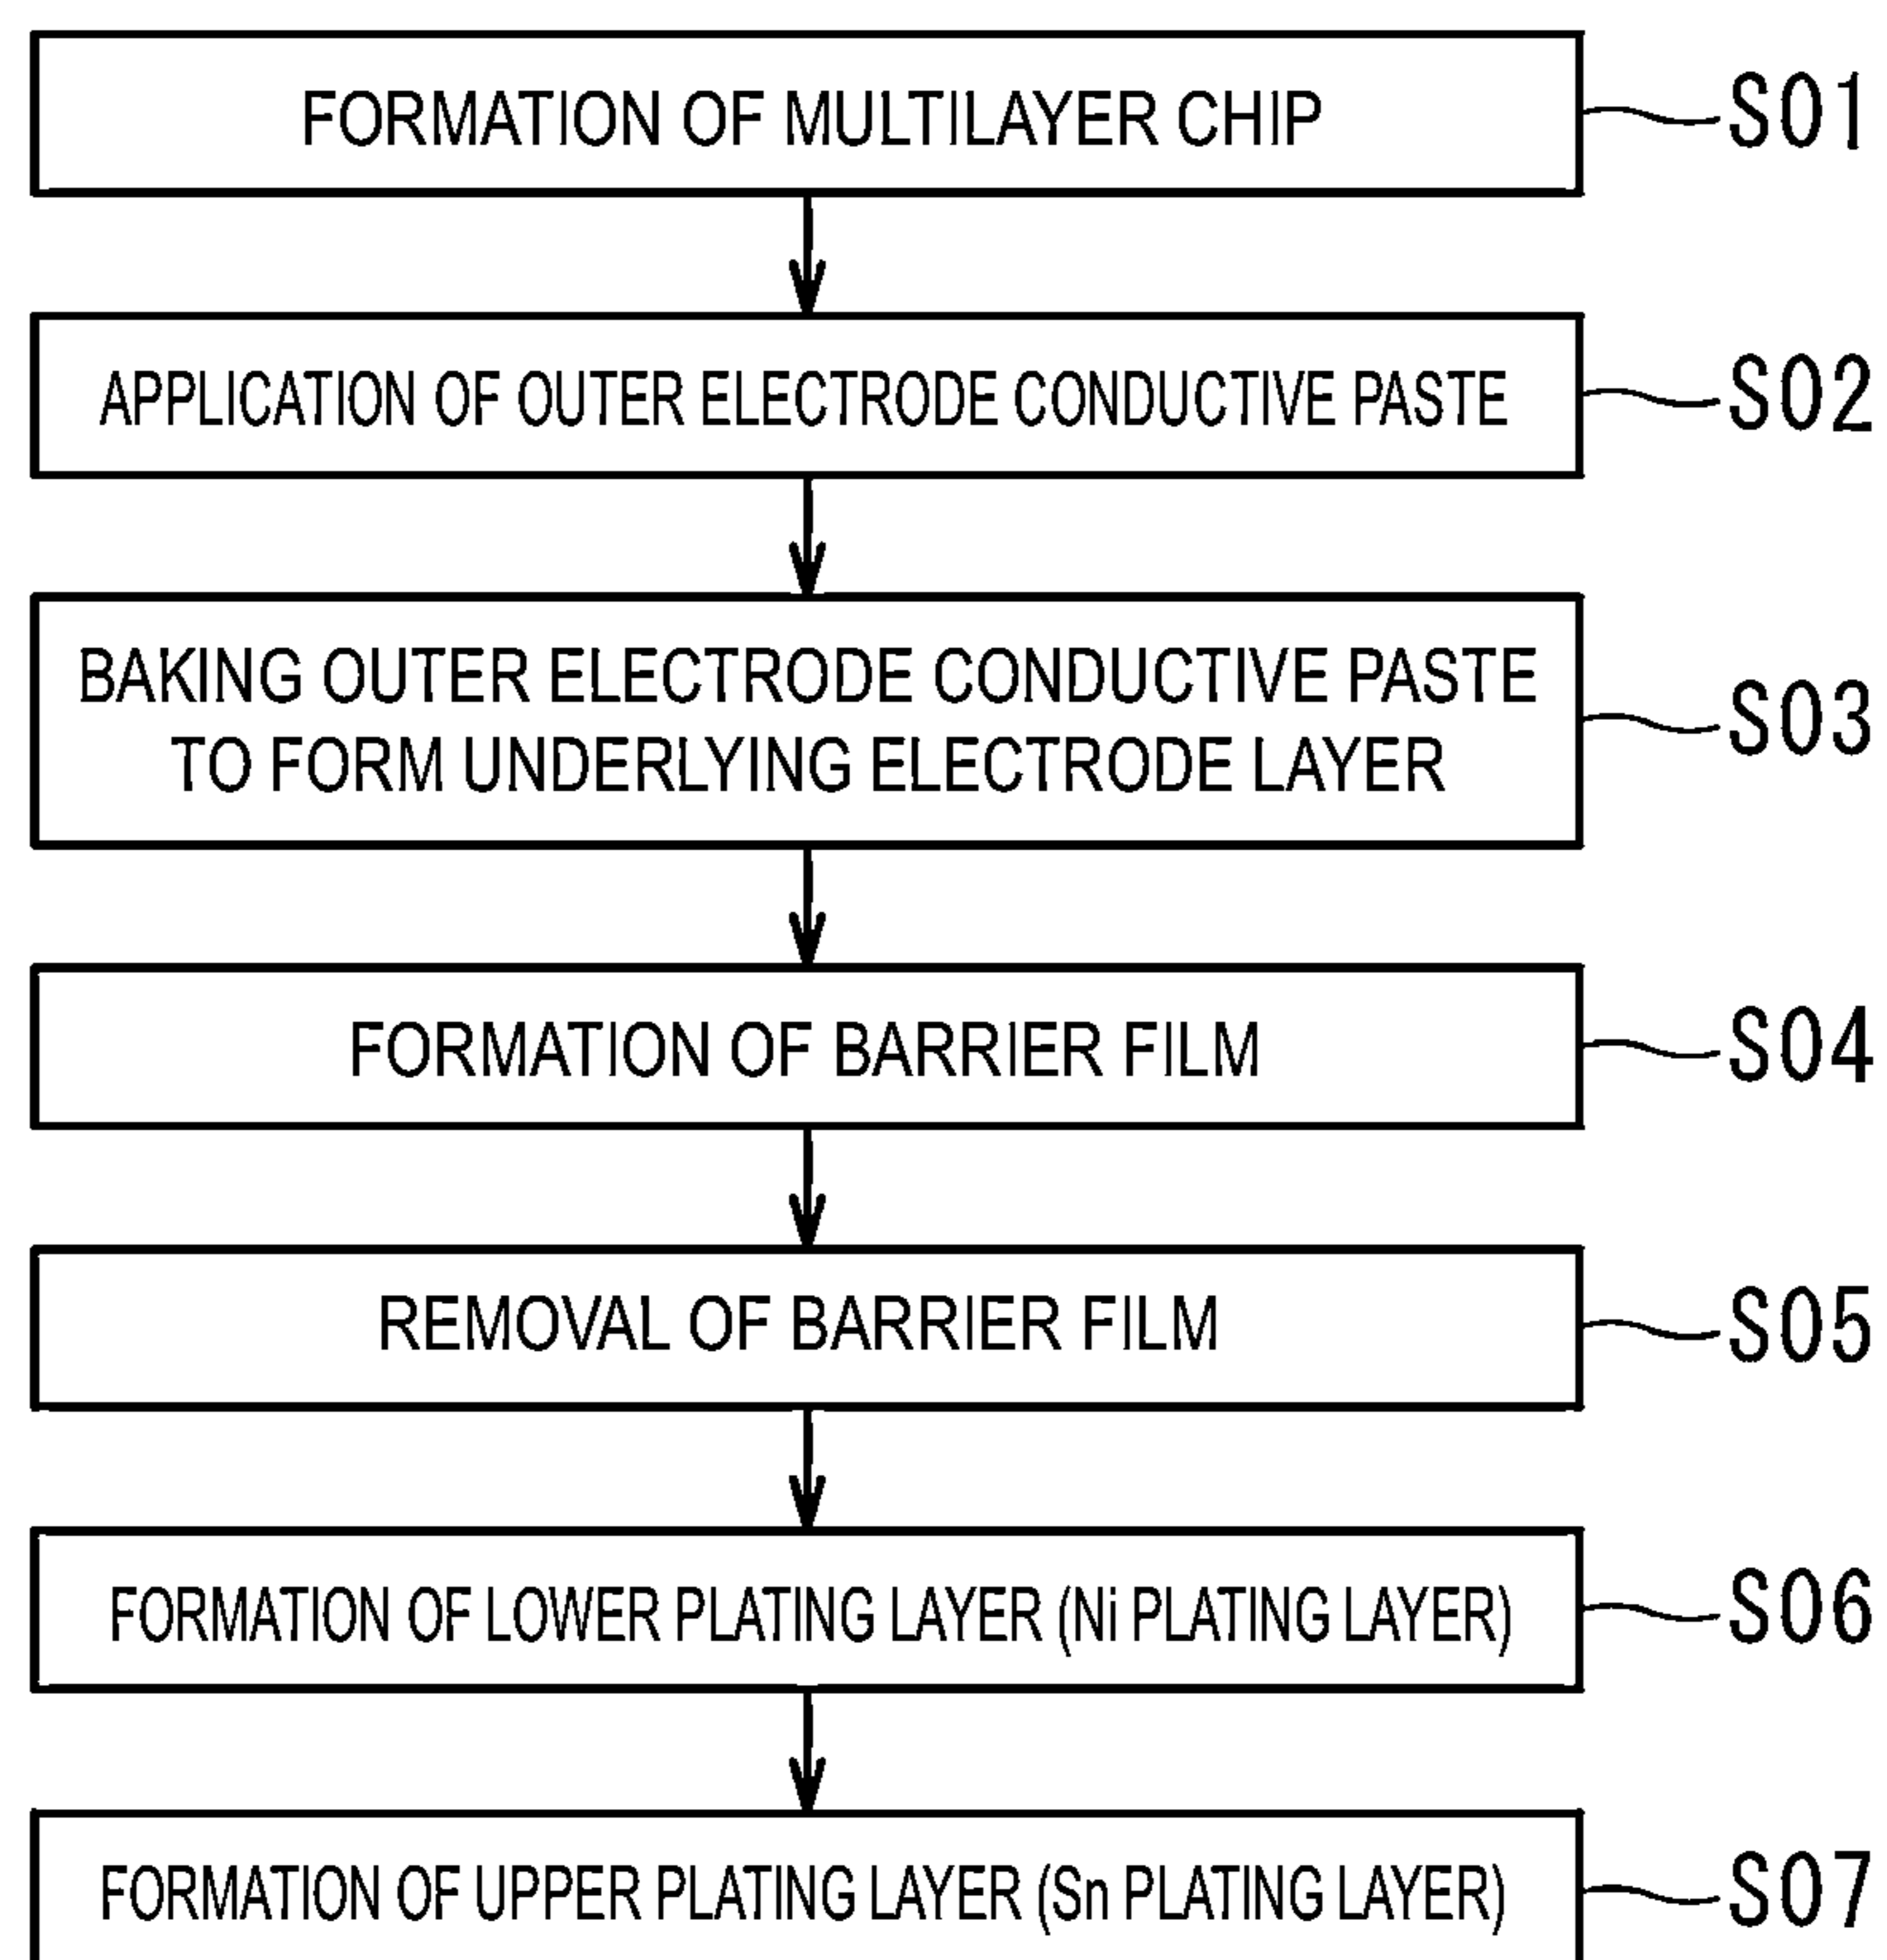 FORMATION OF MULTILAYER CHIP
S01
APPLICATION OF OUTER ELECTRODE CONDUCTIVE PASTE
S02
BAKING OUTER ELECTRODE CONDUCTIVE PASTE
TO FORM UNDERLYING ELECTRODE LAYER
S03
FORMATION OF BARRIER FILM
S04
REMOVAL OF BARRIER FILM
S05
FORMATION OF LOWER PLATING LAYER (Ni PLATING LAYER)
S06
FORMATION OF UPPER PLATING LAYER (Sn PLATING LAYER)
S07